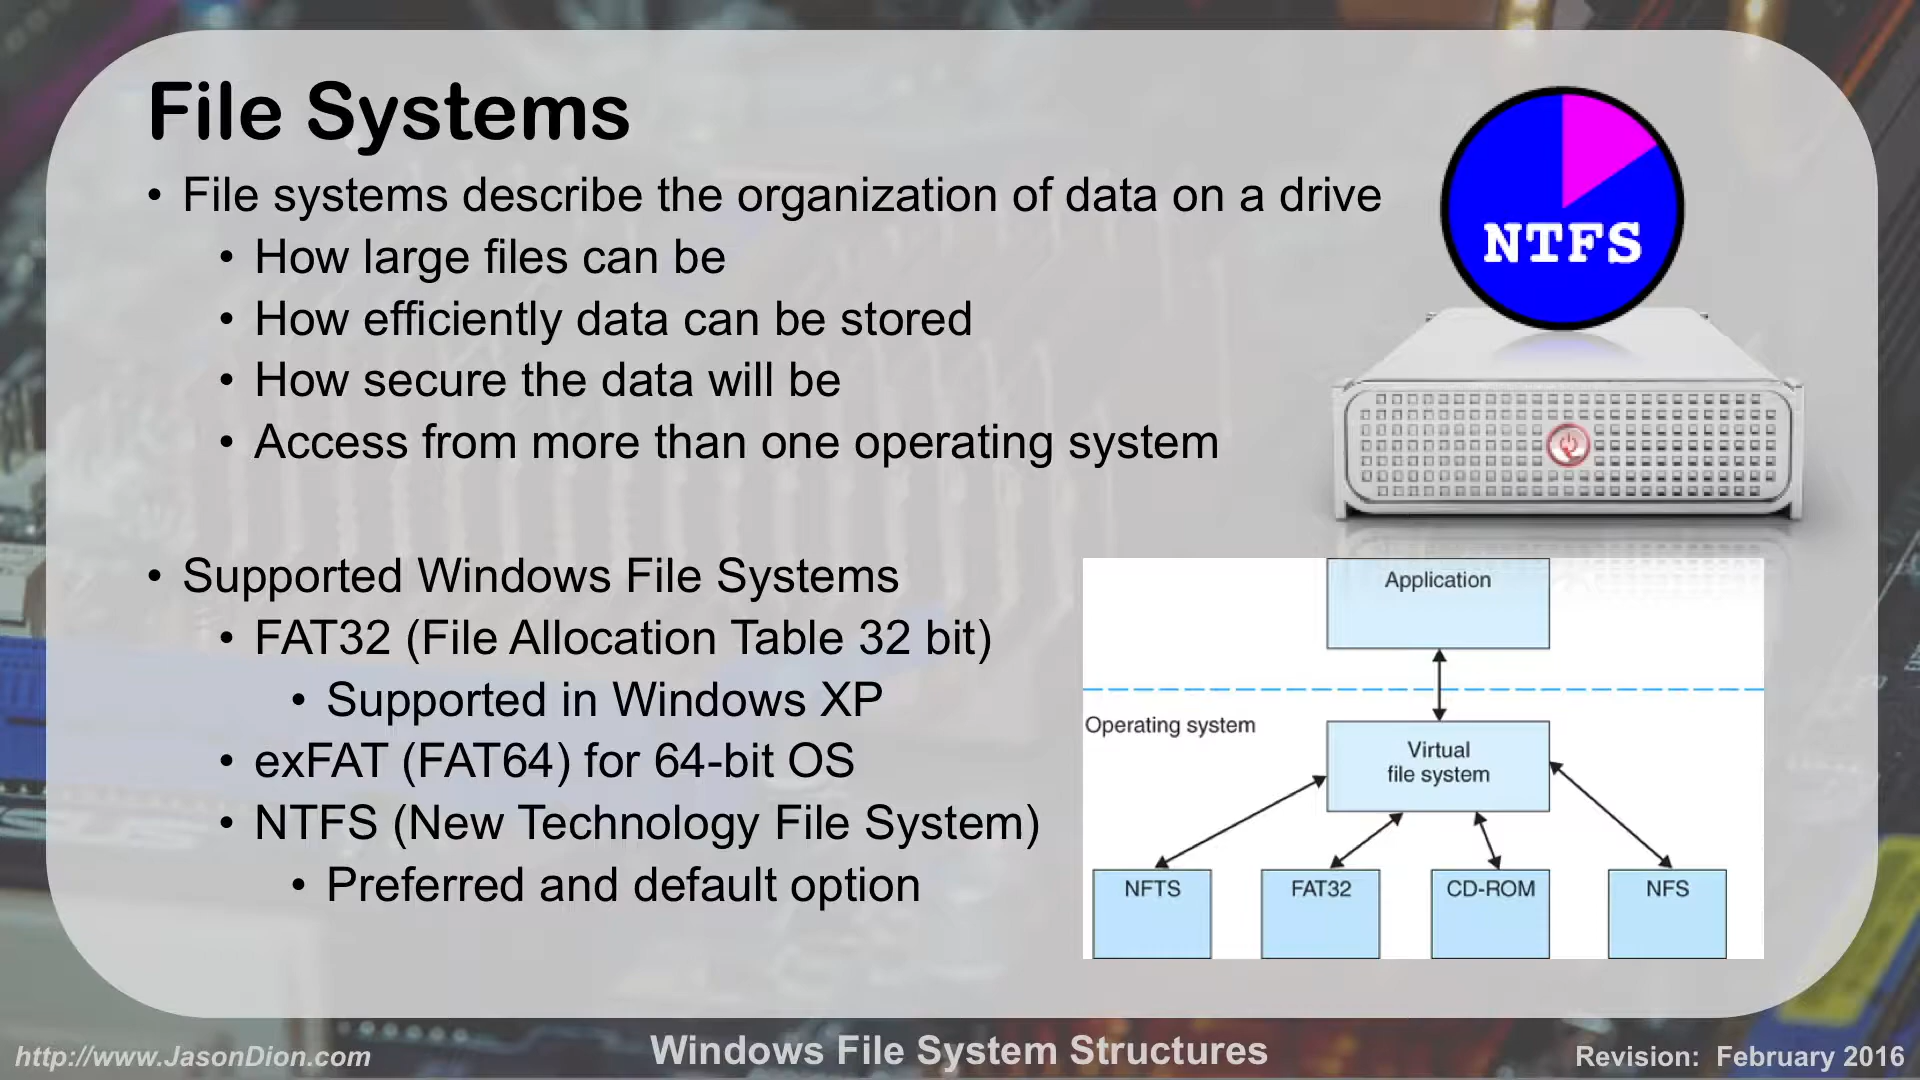 File Systems
• File systems describe the organization of data on a drive
• How large files can be
• How efficiently data can be stored
• How secure the data will be
• Access from more than one operating system
• Supported Windows File Systems
• FAT32 (File Allocation Table 32 bit)
• Supported in Windows XP
• exFAT (FAT64) for 64-bit OS
• NTFS (New Technology File System)
• Preferred and default option
NTFS
Application
Operating system
Virtual
file system
NFTS
FAT32
CD-ROM
NFS
http://www.JasonDion.com
Windows File System Structures
Revision: February 2016